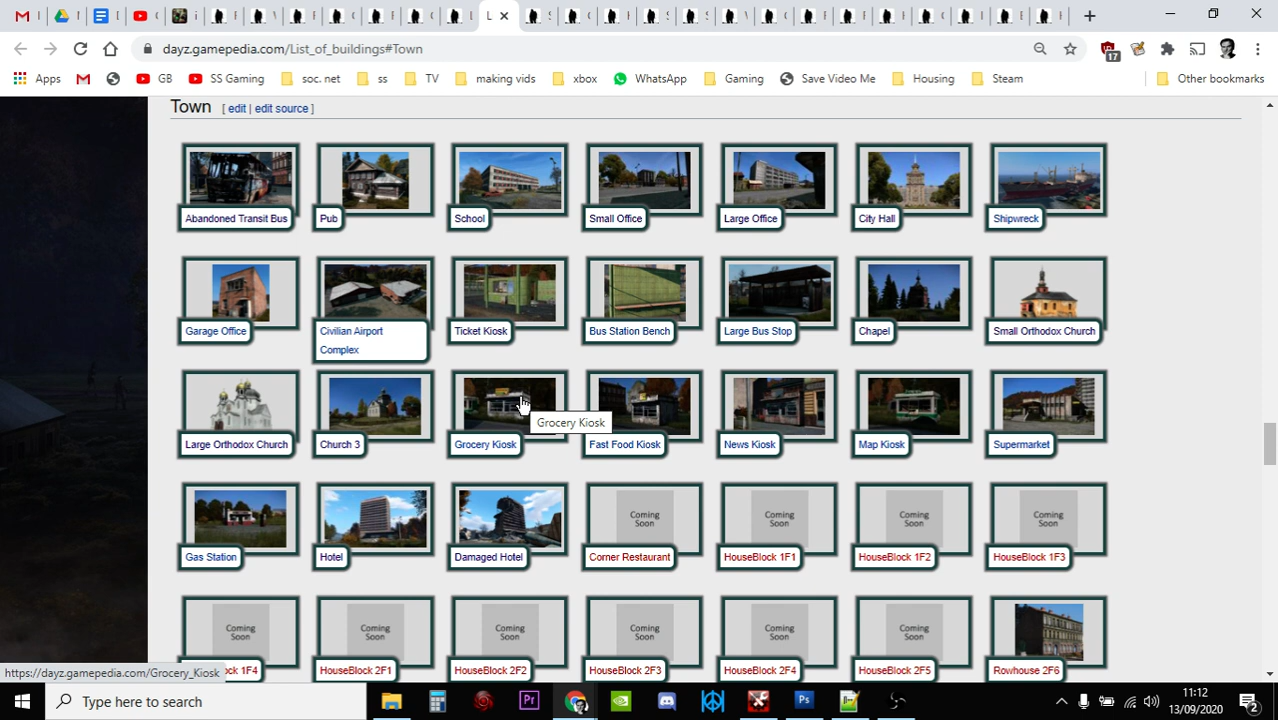 dayz.gamepedia.com/List_of_buildings#Town
17
Apps
GB
SS Gaming
soc. net
ss
TV
making vids
xbox
WhatsApp
Gaming
Save Video Me
Housing
Steam
Other bookmarks
Town [ edit | edit source ]
Abandoned Transit Bus
Pub
School
Small Office
Large Office
City Hall
Shipwreck
Garage Office
Civilian Airport
Complex
Ticket Kiosk
Bus Station Bench
Large Bus Stop
Chapel
Small Orthodox Church
Large Orthodox Church
Church 3
Grocery Kiosk
Grocery Kiosk
Fast Food Kiosk
News Kiosk
Map Kiosk
Supermarket
Gas Station
Hotel
Damaged Hotel
Coming
Soon
Corner Restaurant
Coming
Soon
HouseBlock 1F1
Coming
Soon
HouseBlock 1F2
Coming
Soon
HouseBlock 1F3
Coming
Soon
ock 1F4
Coming
Soon
HouseBlock 2F1
Coming
Soon
HouseBlock 2F2
Coming
Soon
HouseBlock 2F3
Coming
Soon
HouseBlock 2F4
Coming
Soon
HouseBlock 2F5
Rowhouse 2F6
https://dayz.gamepedia.com/Grocery_Kiosk
Type here to search
Pr
Ps
11:12
13/09/2020
2